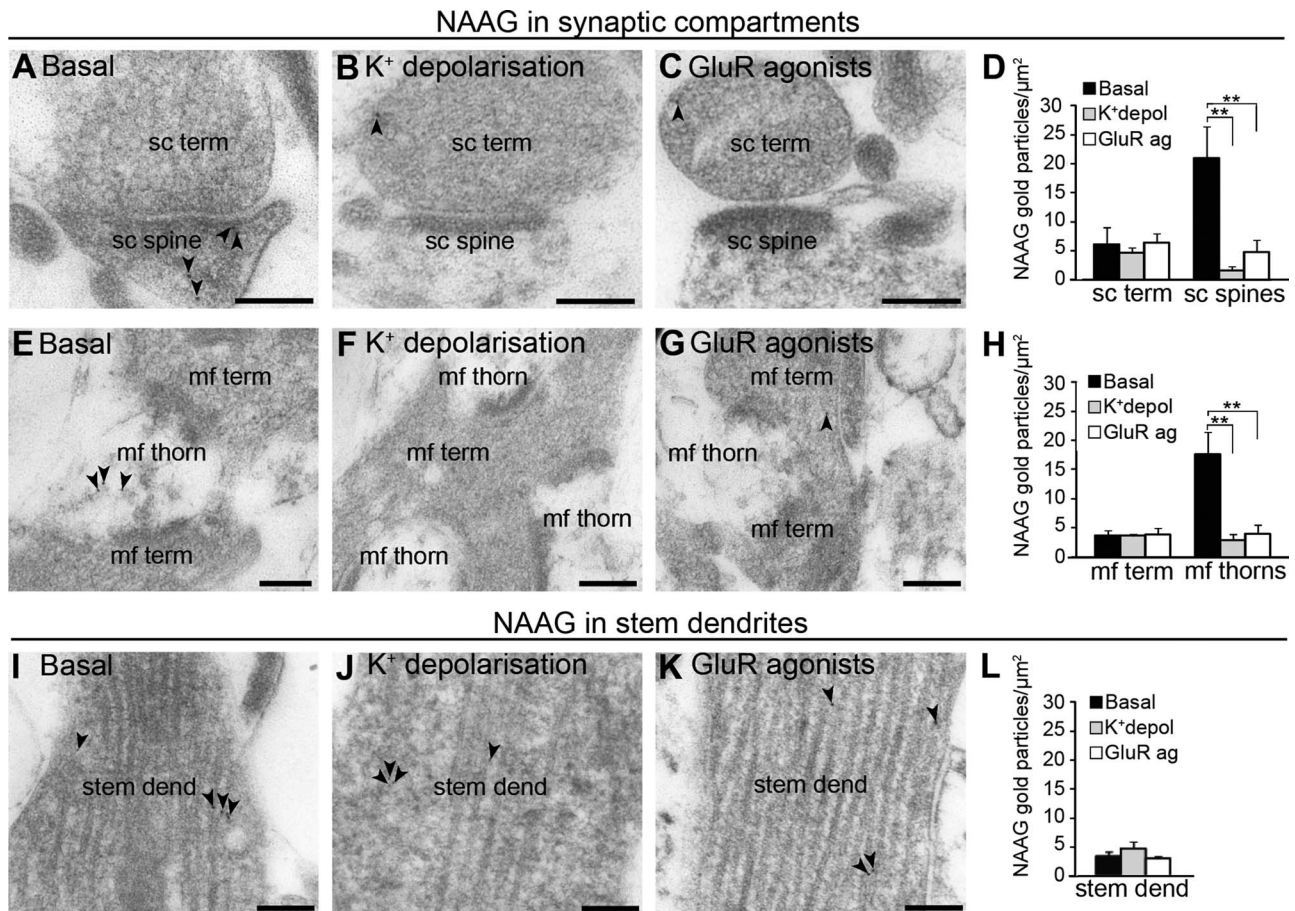 NAAG in synaptic compartments
A Basal
sc term
sc spine
B K⁺ depolarisation
sc term
sc spine
C GluR agonists
sc term
sc spine
D
Basal
K⁺depol
GluR ag
**
**
NAAG gold particles/µm²
30
25
20
15
10
5
0
sc term sc spines
E Basal
mf term
mf thorn
mf term
F K⁺ depolarisation
mf thorn
mf term
mf thorn
mf thorn
G GluR agonists
mf term
mf thorn
mf term
H
Basal
K⁺depol
GluR ag
**
**
NAAG gold particles/µm²
30
25
20
15
10
5
0
mf term mf thorns
NAAG in stem dendrites
I Basal
stem dend
J K⁺ depolarisation
stem dend
K GluR agonists
stem dend
L
Basal
K⁺depol
GluR ag
NAAG gold particles/µm²
30
25
20
15
10
5
0
stem dend